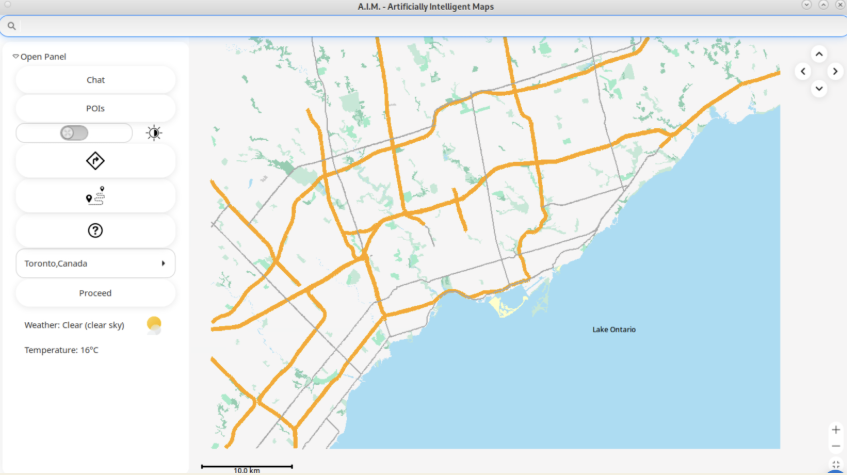 A.I.M. - Artificially Intelligent Maps
Open Panel
Chat
POIs
Toronto,Canada
Proceed
Weather: Clear (clear sky)
Temperature: 16°C
Lake Ontario
10.0 km